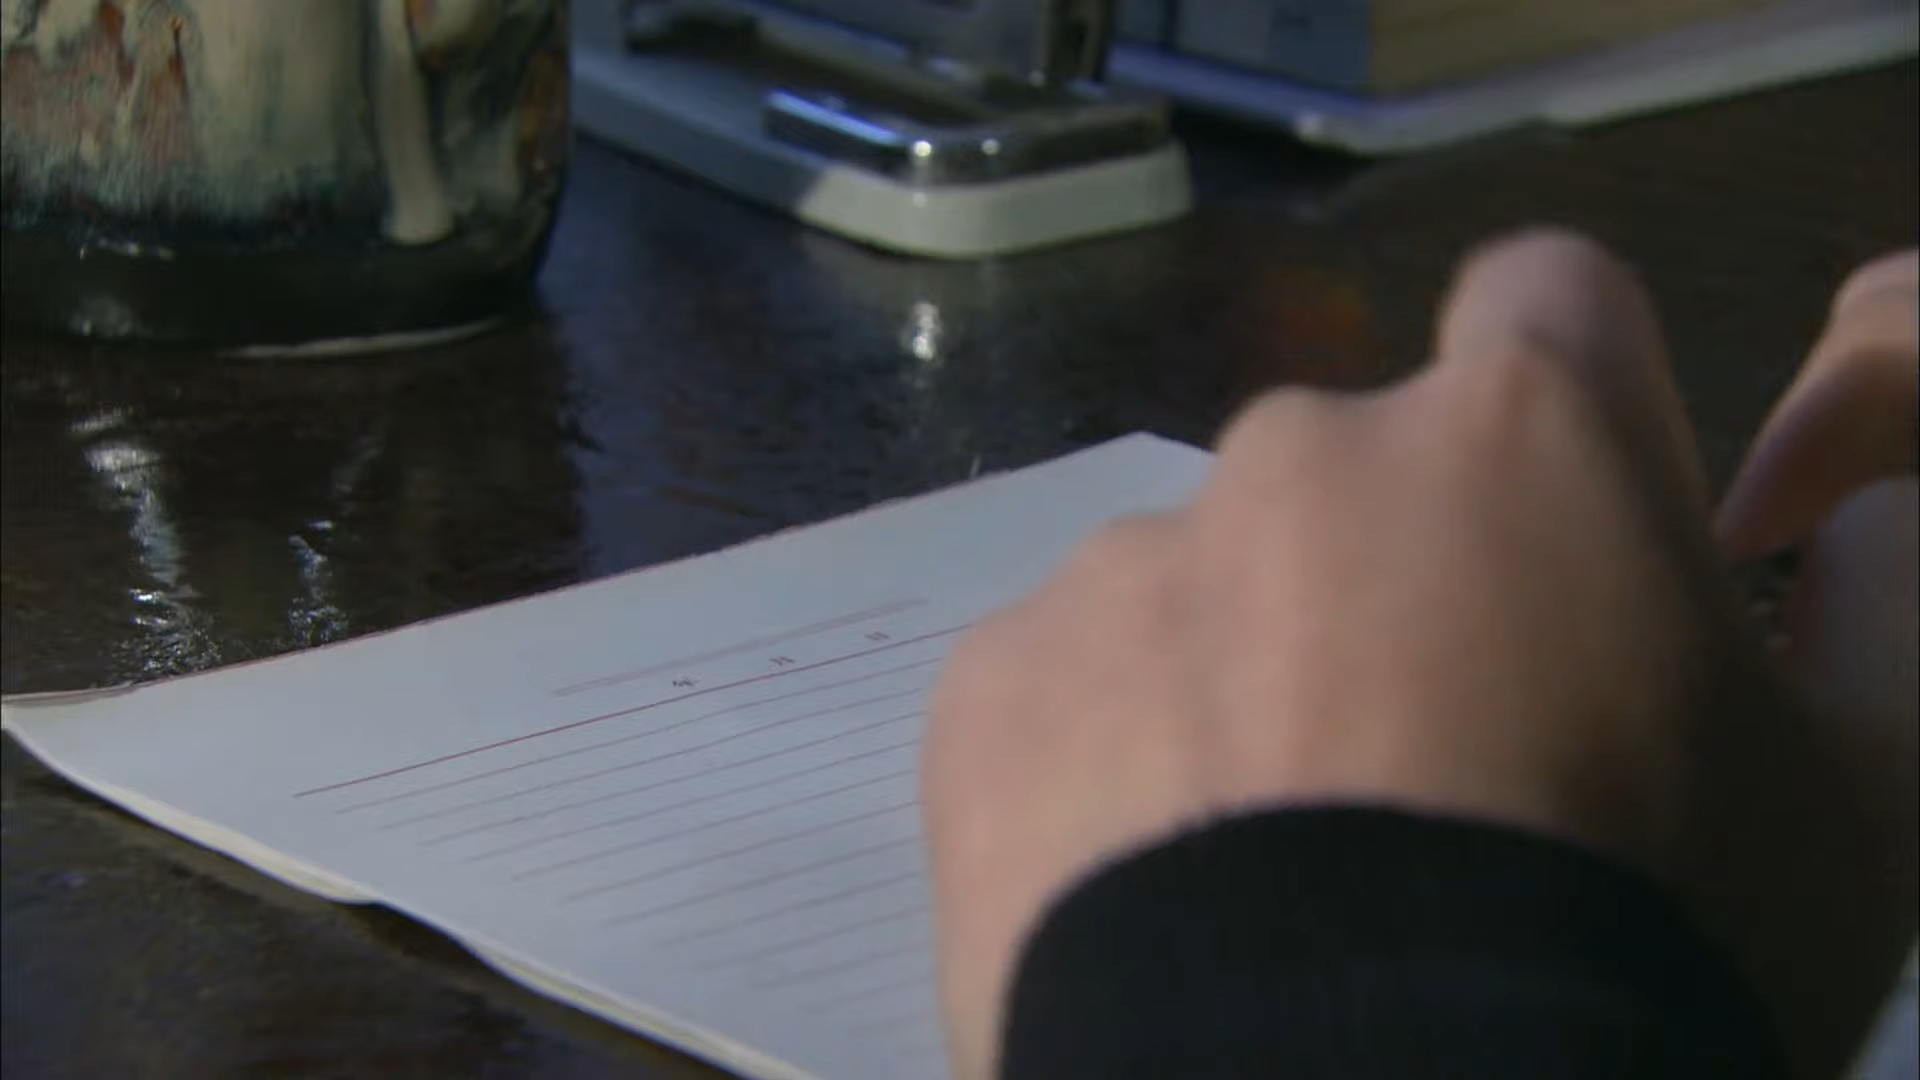 年 月 日